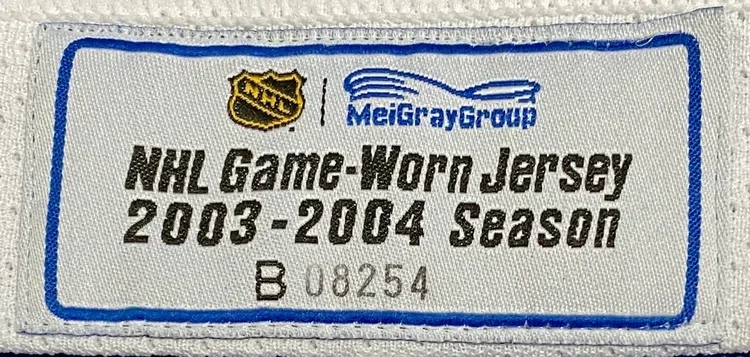 NHL | MeiGrayGroup
NHL Game-Worn Jersey
2003-2004 Season
B 08254